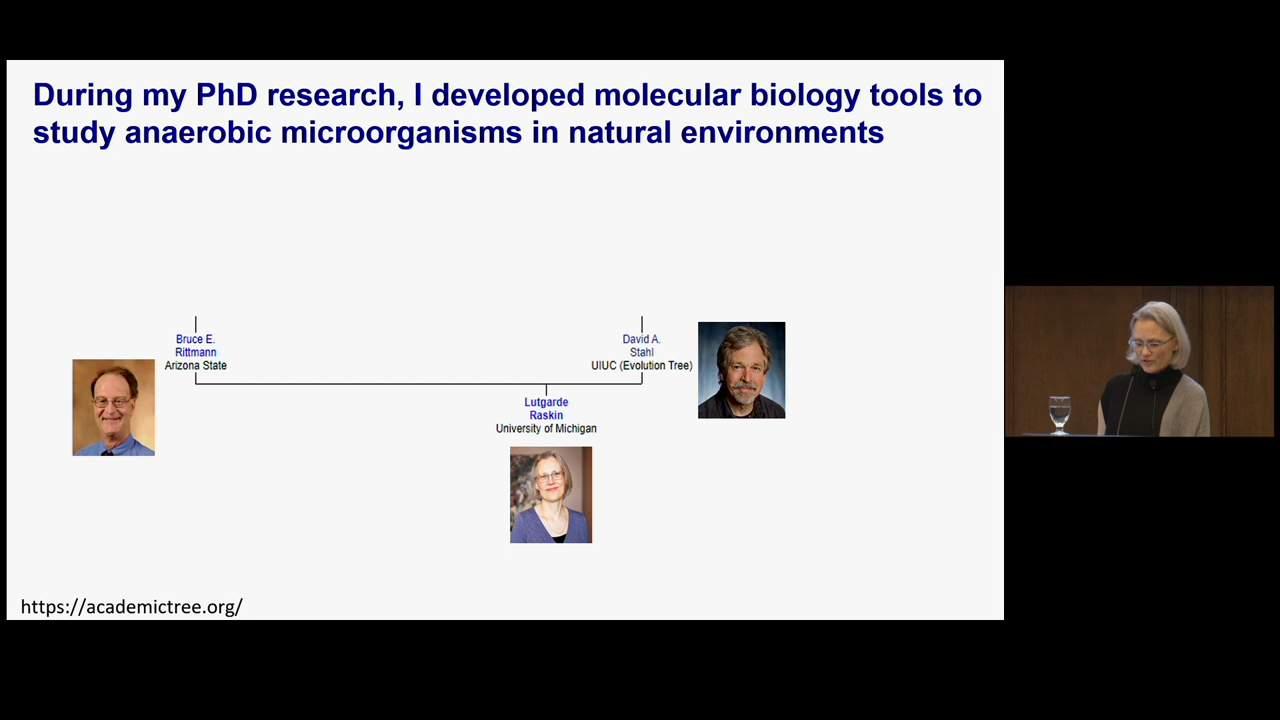 During my PhD research, I developed molecular biology tools to
study anaerobic microorganisms in natural environments
Bruce E.
Rittmann
Arizona State
David A.
Stahl
UIUC (Evolution Tree)
Lutgarde
Raskin
University of Michigan
https://academictree.org/